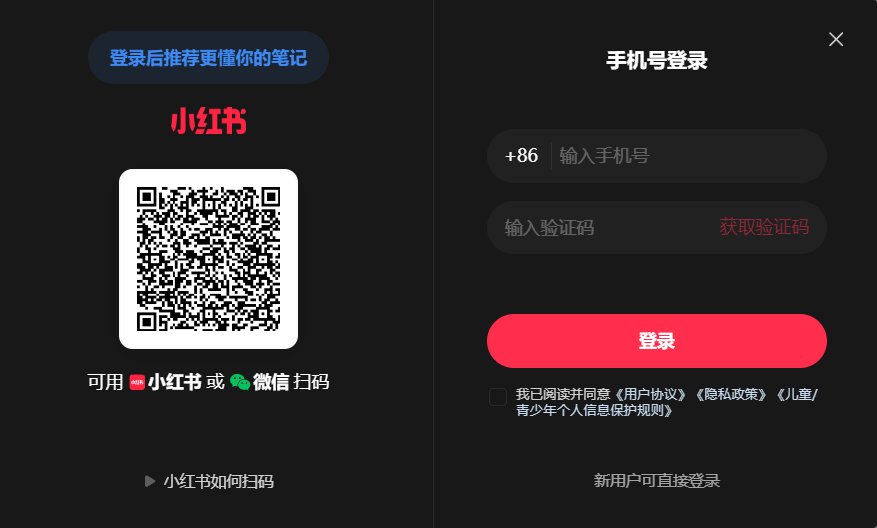 登录后推荐更懂你的笔记
小红书
可用 小红书 或 微信 扫码
小红书如何扫码
手机号登录
+86 输入手机号
输入验证码 获取验证码
登录
我已阅读并同意《用户协议》《隐私政策》《儿童/
青少年个人信息保护规则》
新用户可直接登录